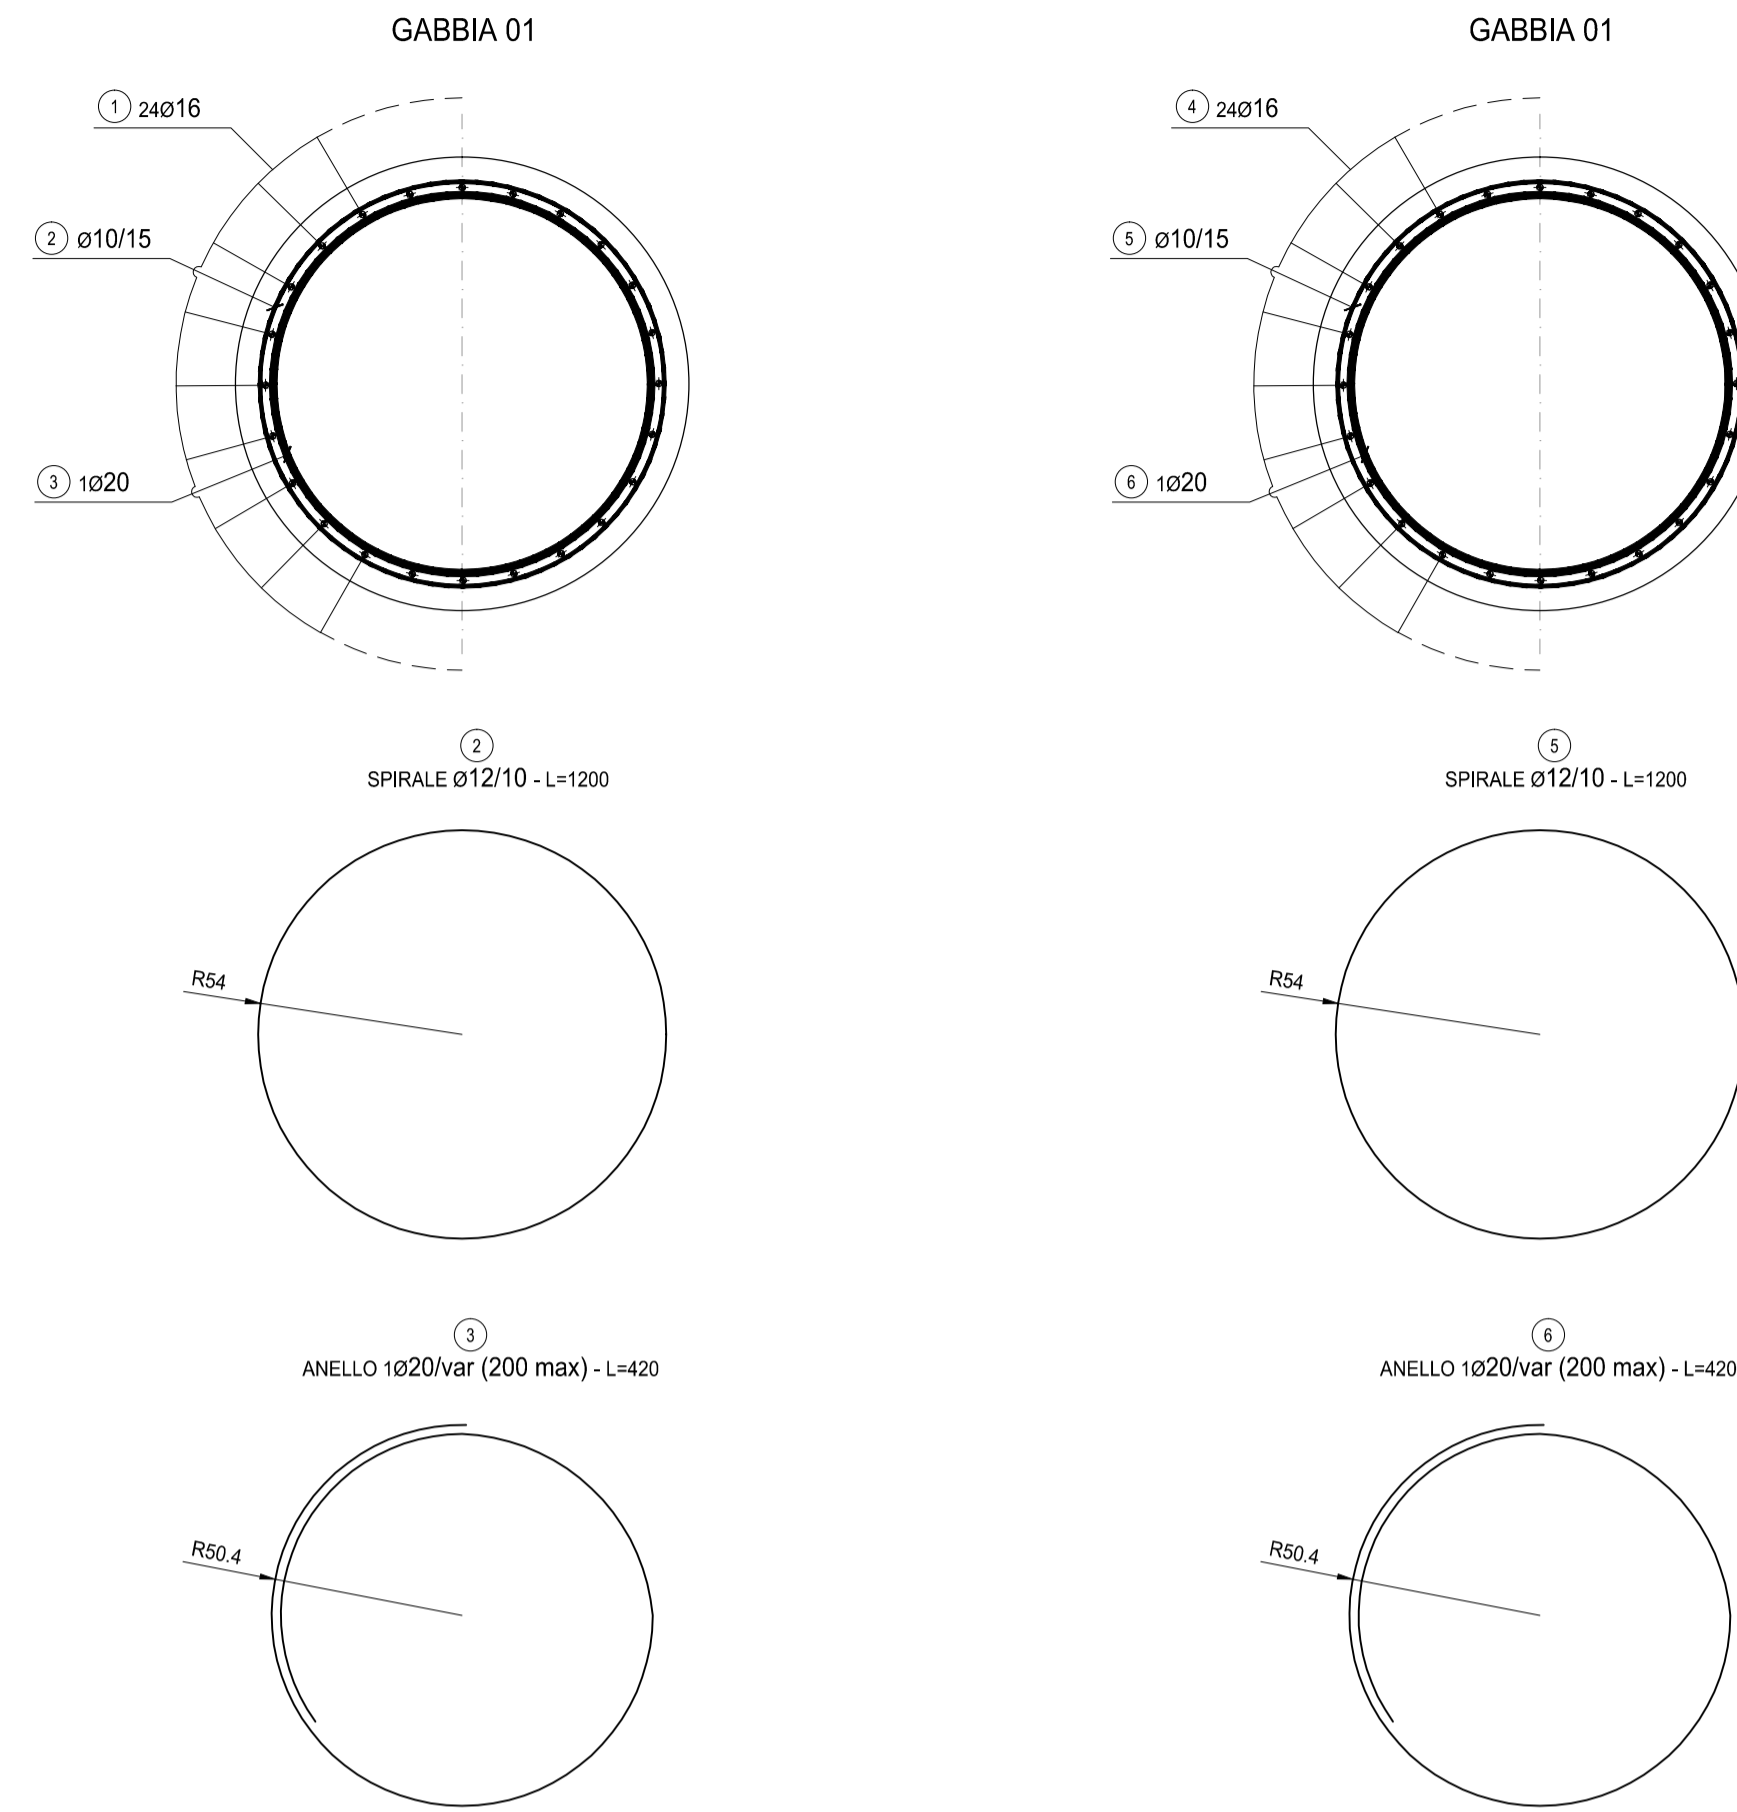 GABBIA 01
1 24Ø16
2 Ø10/15
3 1Ø20
2
SPIRALE Ø12/10 - L=1200
R54
3
ANELLO 1Ø20/var (200 max) - L=420
R50.4
GABBIA 01
4 24Ø16
5 Ø10/15
6 1Ø20
5
SPIRALE Ø12/10 - L=1200
R54
6
ANELLO 1Ø20/var (200 max) - L=420
R50.4